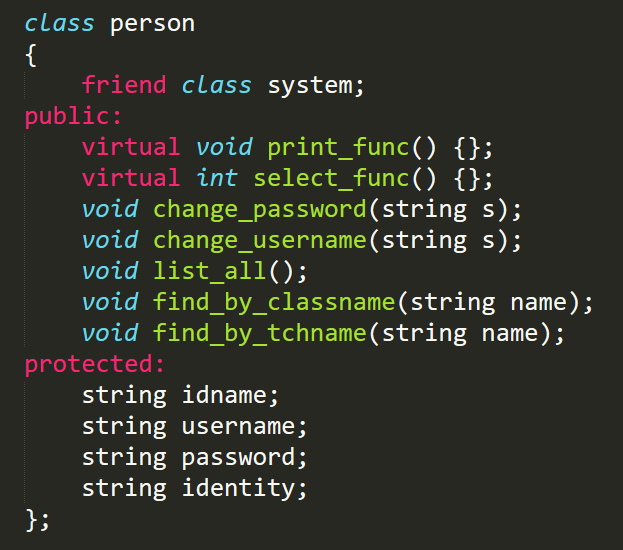 class person
{
    friend class system;
public:
    virtual void print_func() {};
    virtual int select_func() {};
    void change_password(string s);
    void change_username(string s);
    void list_all();
    void find_by_classname(string name);
    void find_by_tchname(string name);
protected:
    string idname;
    string username;
    string password;
    string identity;
};